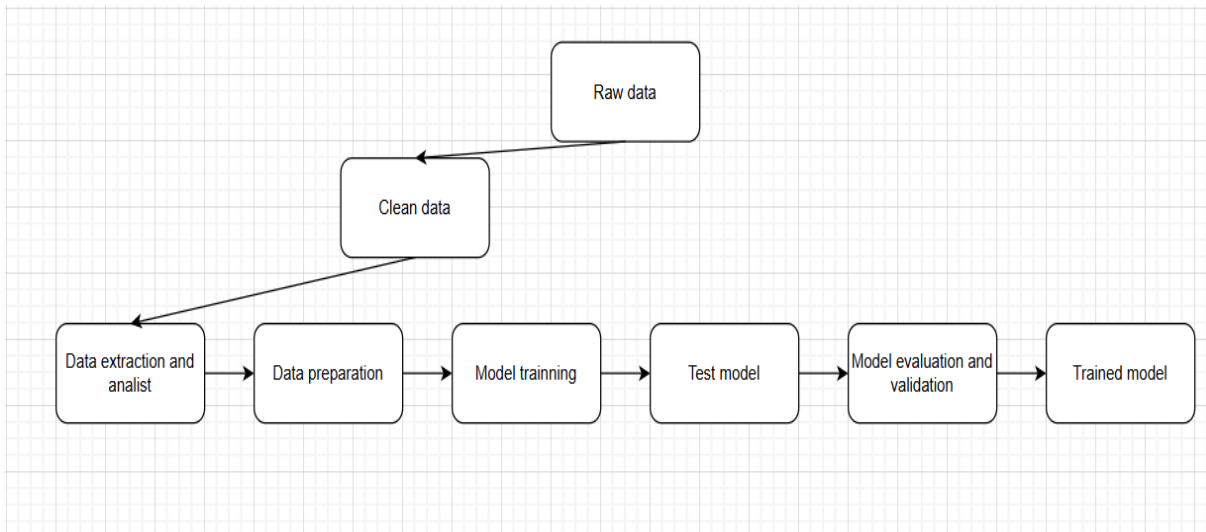 Raw data
Clean data
Data extraction and
analist
Data preparation
Model trainning
Test model
Model evaluation and
validation
Trained model